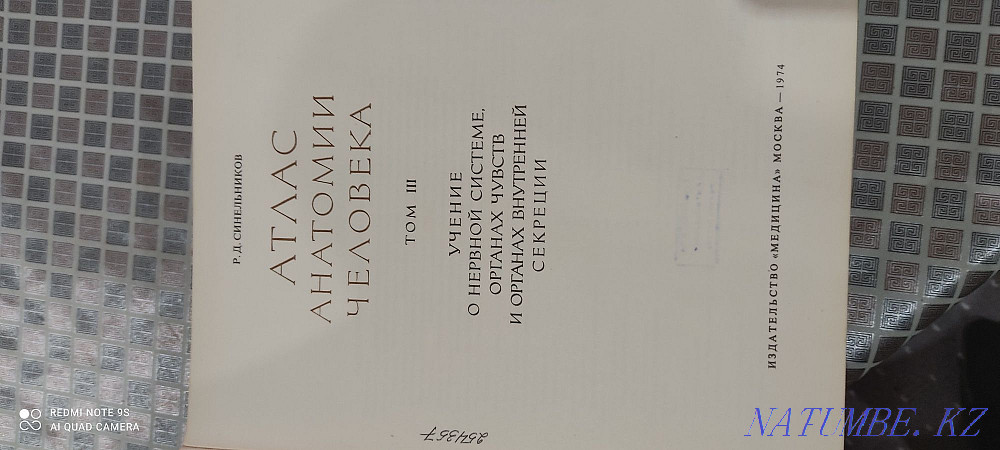 Р. Д. СИНЕЛЬНИКОВ
АТЛАС
АНАТОМИИ
ЧЕЛОВЕКА
ТОМ III
УЧЕНИЕ
О НЕРВНОЙ СИСТЕМЕ,
ОРГАНАХ ЧУВСТВ
И ОРГАНАХ ВНУТРЕННЕЙ
СЕКРЕЦИИ
ИЗДАТЕЛЬСТВО «МЕДИЦИНА» МОСКВА — 1974
2554357
REDMI NOTE 9S
AI QUAD CAMERA
NATUMBE. KZ